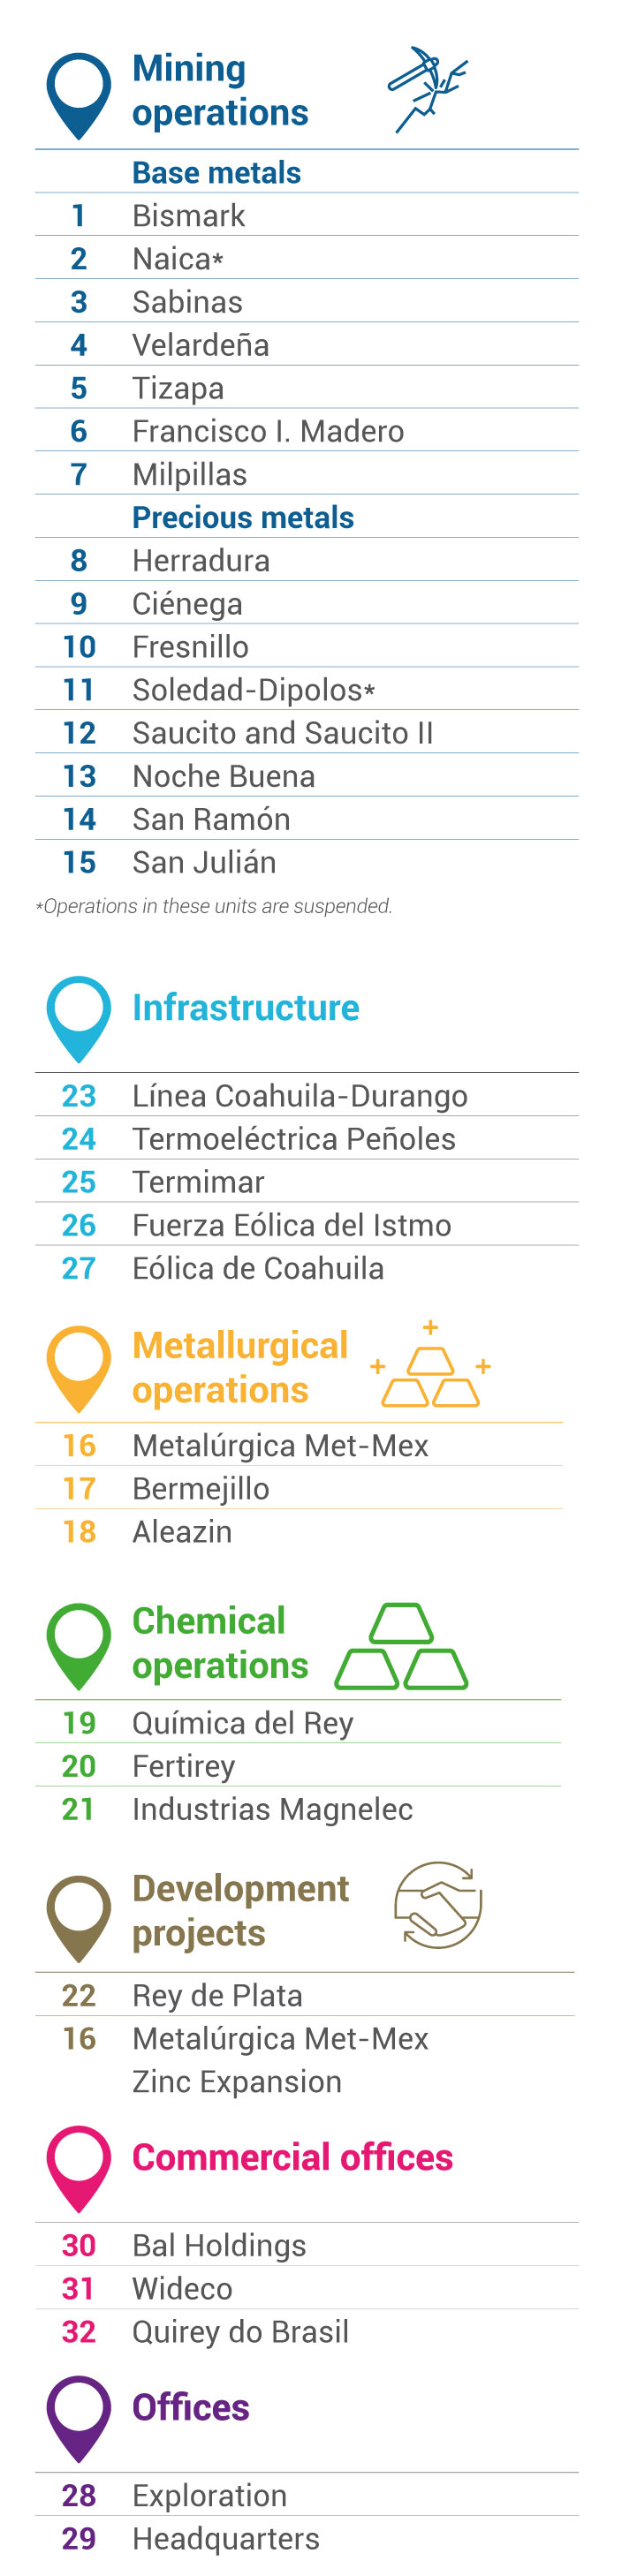 Mining
operations
Base metals
1 Bismark
2 Naica*
3 Sabinas
4 Velardeña
5 Tizapa
6 Francisco I. Madero
7 Milpillas
Precious metals
8 Herradura
9 Ciénega
10 Fresnillo
11 Soledad-Dipolos*
12 Saucito and Saucito II
13 Noche Buena
14 San Ramón
15 San Julián
*Operations in these units are suspended.
Infrastructure
23 Línea Coahuila-Durango
24 Termoeléctrica Peñoles
25 Termimar
26 Fuerza Eólica del Istmo
27 Eólica de Coahuila
Metallurgical
operations
16 Metalúrgica Met-Mex
17 Bermejillo
18 Aleazin
Chemical
operations
19 Química del Rey
20 Fertirey
21 Industrias Magnelec
Development
projects
22 Rey de Plata
16 Metalúrgica Met-Mex
Zinc Expansion
Commercial offices
30 Bal Holdings
31 Wideco
32 Quirey do Brasil
Offices
28 Exploration
29 Headquarters